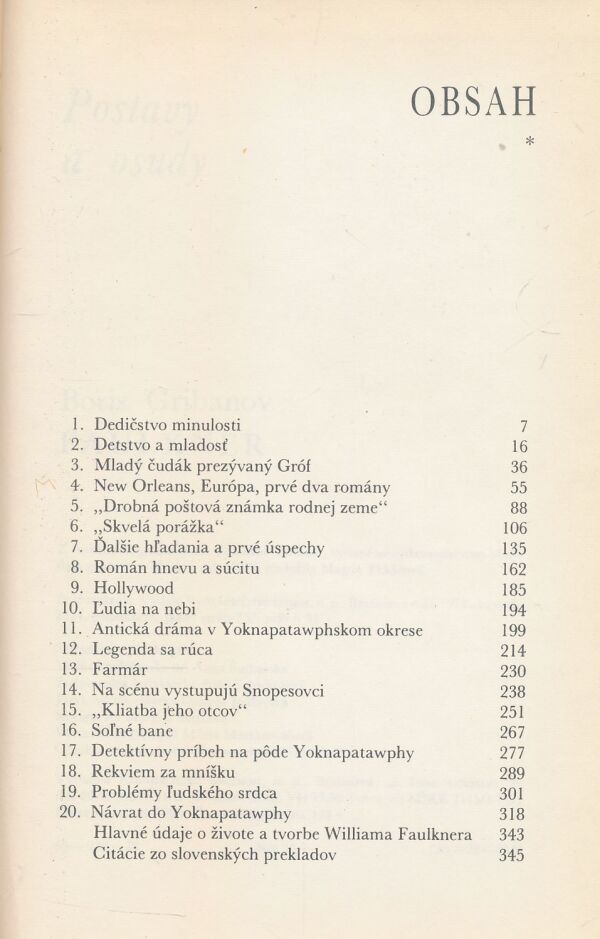 OBSAH
*
1. Dedičstvo minulosti 7
2. Detstvo a mladosť 16
3. Mladý čudák prezývaný Gróf 36
4. New Orleans, Európa, prvé dva romány 55
5. „Drobná poštová známka rodnej zeme“ 88
6. „Skvelá porážka“ 106
7. Ďalšie hľadania a prvé úspechy 135
8. Román hnevu a súcitu 162
9. Hollywood 185
10. Ľudia na nebi 194
11. Antická dráma v Yoknapatawphskom okrese 199
12. Legenda sa rúca 214
13. Farmár 230
14. Na scénu vystupujú Snopesovci 238
15. „Kliatba jeho otcov“ 251
16. Soľné bane 267
17. Detektívny príbeh na pôde Yoknapatawphy 277
18. Rekviem za mníšku 289
19. Problémy ľudského srdca 301
20. Návrat do Yoknapatawphy 318
Hlavné údaje o živote a tvorbe Williama Faulknera 343
Citácie zo slovenských prekladov 345
Postavy
a osudy
Boris Gribanov